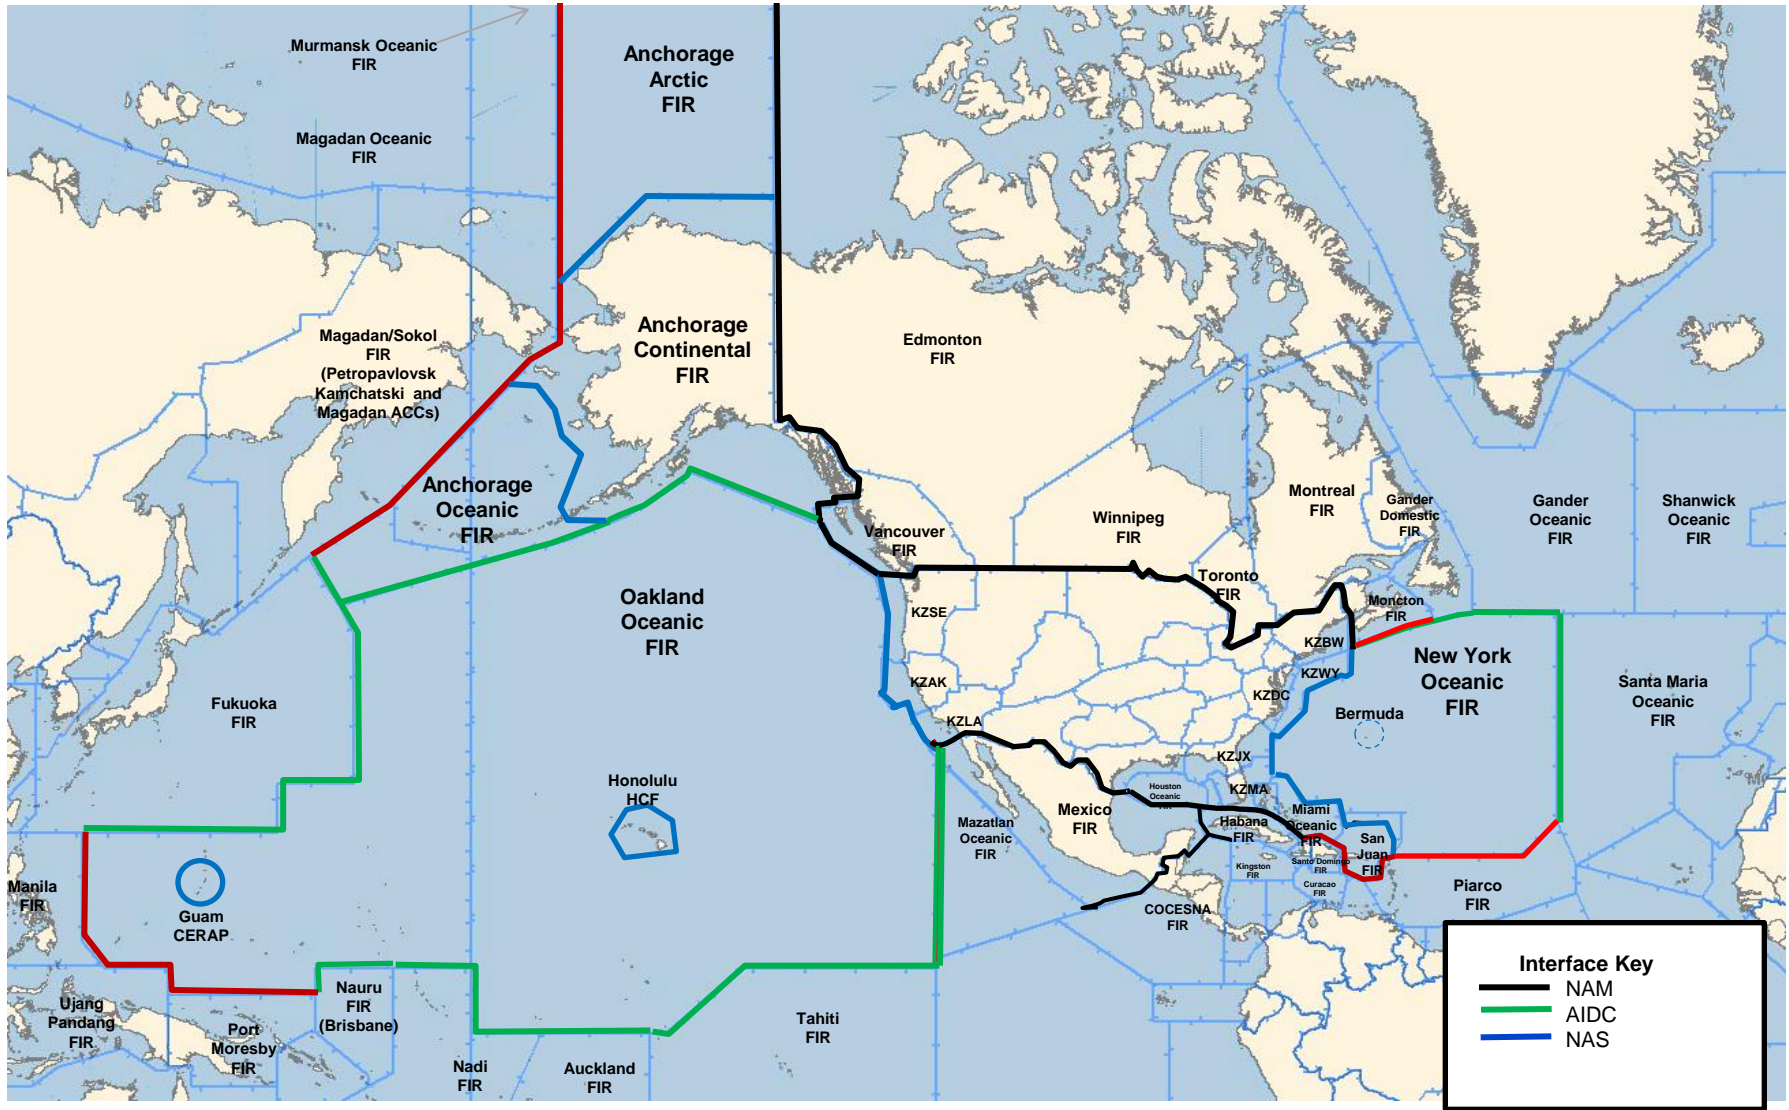 Murmansk Oceanic
FIR
Anchorage
Arctic
FIR
Magadan Oceanic
FIR
Magadan/Sokol
FIR
(Petropavlovsk
Kamchatski and
Magadan ACCs)
Anchorage
Continental
FIR
Edmonton
FIR
Anchorage
Oceanic
FIR
Vancouver
FIR
Winnipeg
FIR
Montreal
FIR
Gander
Domestic
FIR
Gander
Oceanic
FIR
Shanwick
Oceanic
FIR
Toronto
FIR
Moncton
FIR
Oakland
Oceanic
FIR
KZSE
KZBW
KZWY
New York
Oceanic
FIR
KZAK
KZDC
Santa Maria
Oceanic
FIR
Fukuoka
FIR
KZLA
Bermuda
KZJX
Honolulu
HCF
Houston
Oceanic
FIR
KZMA
Mazatlan
Oceanic
FIR
Mexico
FIR
Habana
FIR
Miami
Oceanic
FIR
San
Juan
FIR
Kingston
FIR
Santo Domingo
FIR
Curacao
FIR
Piarco
FIR
COCESNA
FIR
Manila
FIR
Guam
CERAP
Ujang
Pandang
FIR
Port
Moresby
FIR
Nauru
FIR
(Brisbane)
Nadi
FIR
Auckland
FIR
Tahiti
FIR
Interface Key
NAM
AIDC
NAS